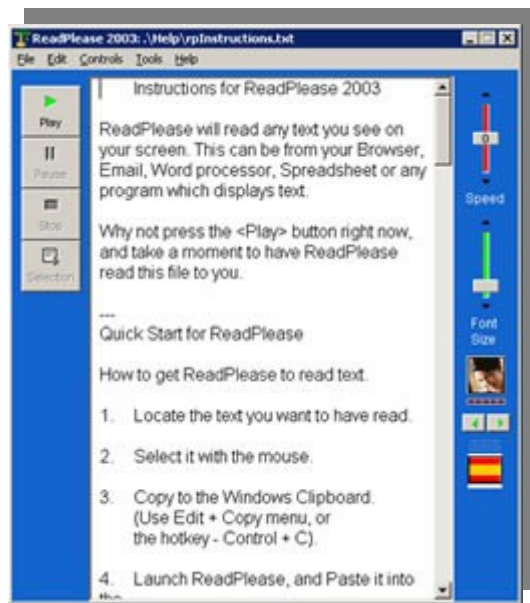 ReadPlease 2003: .\Help\rpInstructions.txt
File Edit Controls Tools Help
Play
Pause
Stop
Selection
Instructions for ReadPlease 2003
ReadPlease will read any text you see on
your screen. This can be from your Browser,
Email, Word processor, Spreadsheet or any
program which displays text.
Why not press the <Play> button right now,
and take a moment to have ReadPlease
read this file to you.
---
Quick Start for ReadPlease
How to get ReadPlease to read text.
1. Locate the text you want to have read.
2. Select it with the mouse.
3. Copy to the Windows Clipboard.
(Use Edit + Copy menu, or
the hotkey - Control + C).
4. Launch ReadPlease, and Paste it into
the
0
Speed
Font
Size